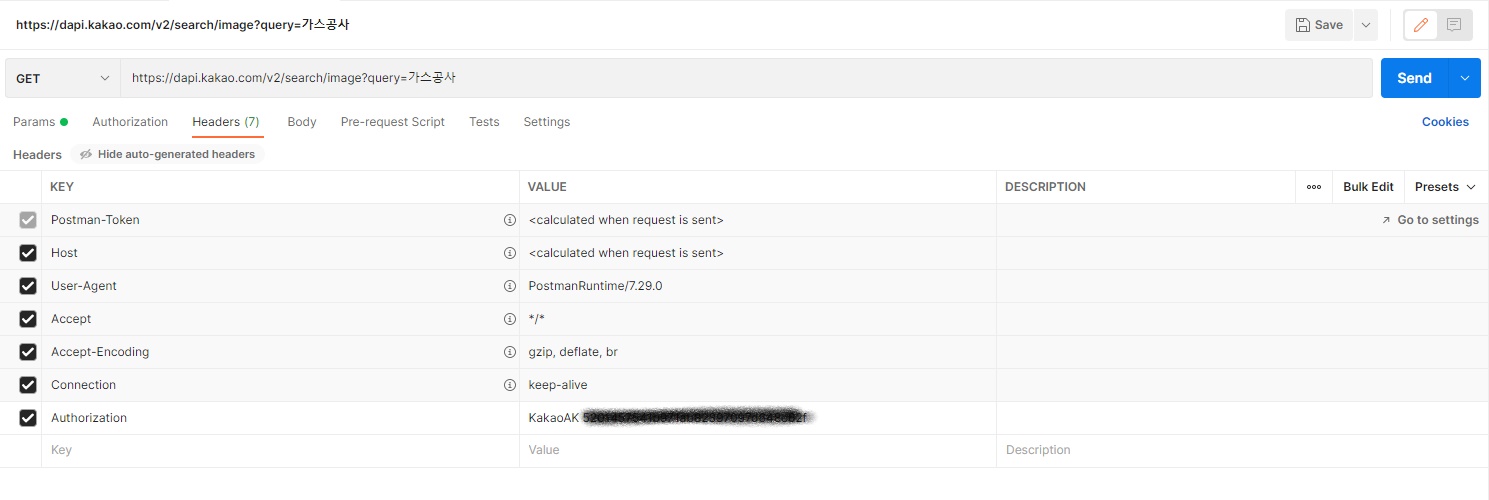 https://dapi.kakao.com/v2/search/image?query=가스공사
Save
GET https://dapi.kakao.com/v2/search/image?query=가스공사 Send
Params Authorization Headers (7) Body Pre-request Script Tests Settings Cookies
Headers Hide auto-generated headers
KEY VALUE DESCRIPTION ooo Bulk Edit Presets
Postman-Token <calculated when request is sent> Go to settings
Host <calculated when request is sent>
User-Agent PostmanRuntime/7.29.0
Accept */*
Accept-Encoding gzip, deflate, br
Connection keep-alive
Authorization KakaoAK
Key Value Description